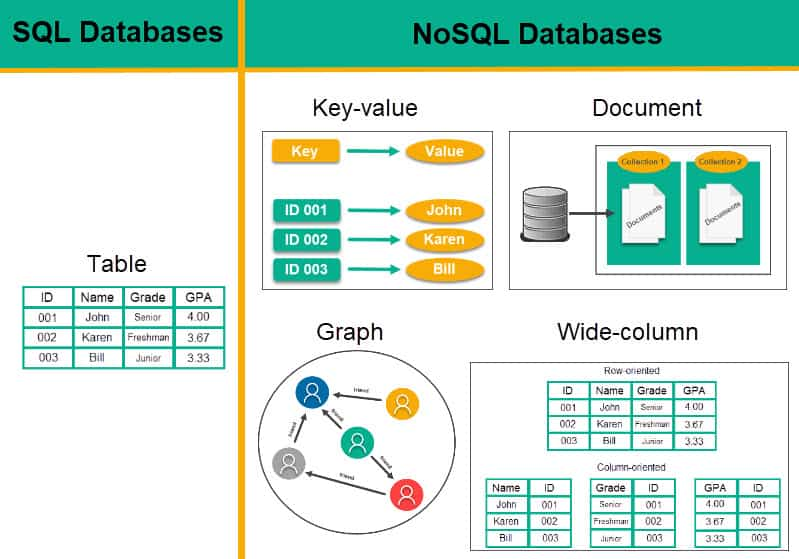 SQL Databases
NoSQL Databases
Table
ID Name Grade GPA
001 John Senior 4.00
002 Karen Freshman 3.67
003 Bill Junior 3.33
Key-value
Key Value
ID 001 John
ID 002 Karen
ID 003 Bill
Document
Collection 1 Collection 2
Documents Documents
Graph
friend
friend
friend
friend
friend
Wide-column
Row-oriented
ID Name Grade GPA
001 John Senior 4.00
002 Karen Freshman 3.67
003 Bill Junior 3.33
Column-oriented
Name ID Grade ID GPA ID
John 001 Senior 001 4.00 001
Karen 002 Freshman 002 3.67 002
Bill 003 Junior 003 3.33 003